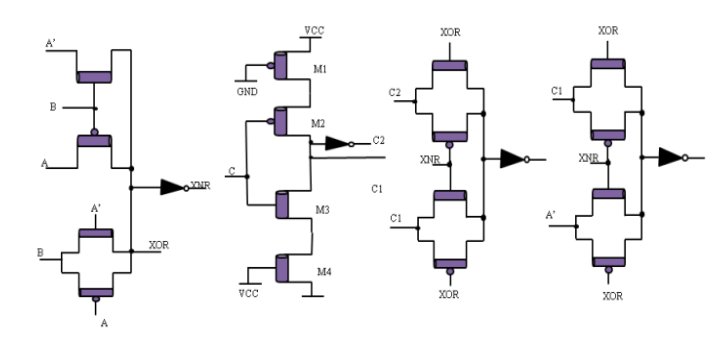 A'
B
A
XNR
A'
B
XOR
A
VCC
M1
GND
M2
C2
C
C1
M3
M4
VCC
XOR
C2
XNR
C1
XOR
XOR
C1
XNR
A'
XOR